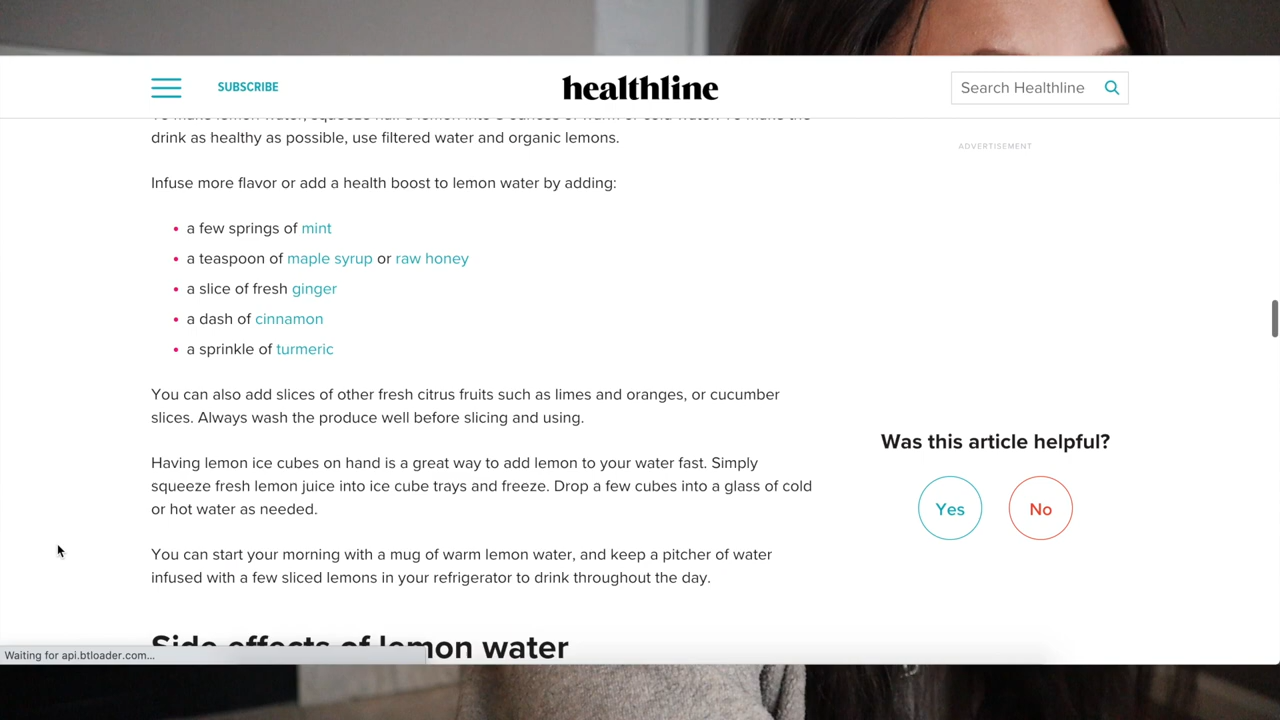 SUBSCRIBE
healthline
Search Healthline
drink as healthy as possible, use filtered water and organic lemons.
ADVERTISEMENT
Infuse more flavor or add a health boost to lemon water by adding:
• a few springs of mint
• a teaspoon of maple syrup or raw honey
• a slice of fresh ginger
• a dash of cinnamon
• a sprinkle of turmeric
You can also add slices of other fresh citrus fruits such as limes and oranges, or cucumber
slices. Always wash the produce well before slicing and using.
Was this article helpful?
Yes
No
Having lemon ice cubes on hand is a great way to add lemon to your water fast. Simply
squeeze fresh lemon juice into ice cube trays and freeze. Drop a few cubes into a glass of cold
or hot water as needed.
You can start your morning with a mug of warm lemon water, and keep a pitcher of water
infused with a few sliced lemons in your refrigerator to drink throughout the day.
Side effects of lemon water
Waiting for api.btloader.com...